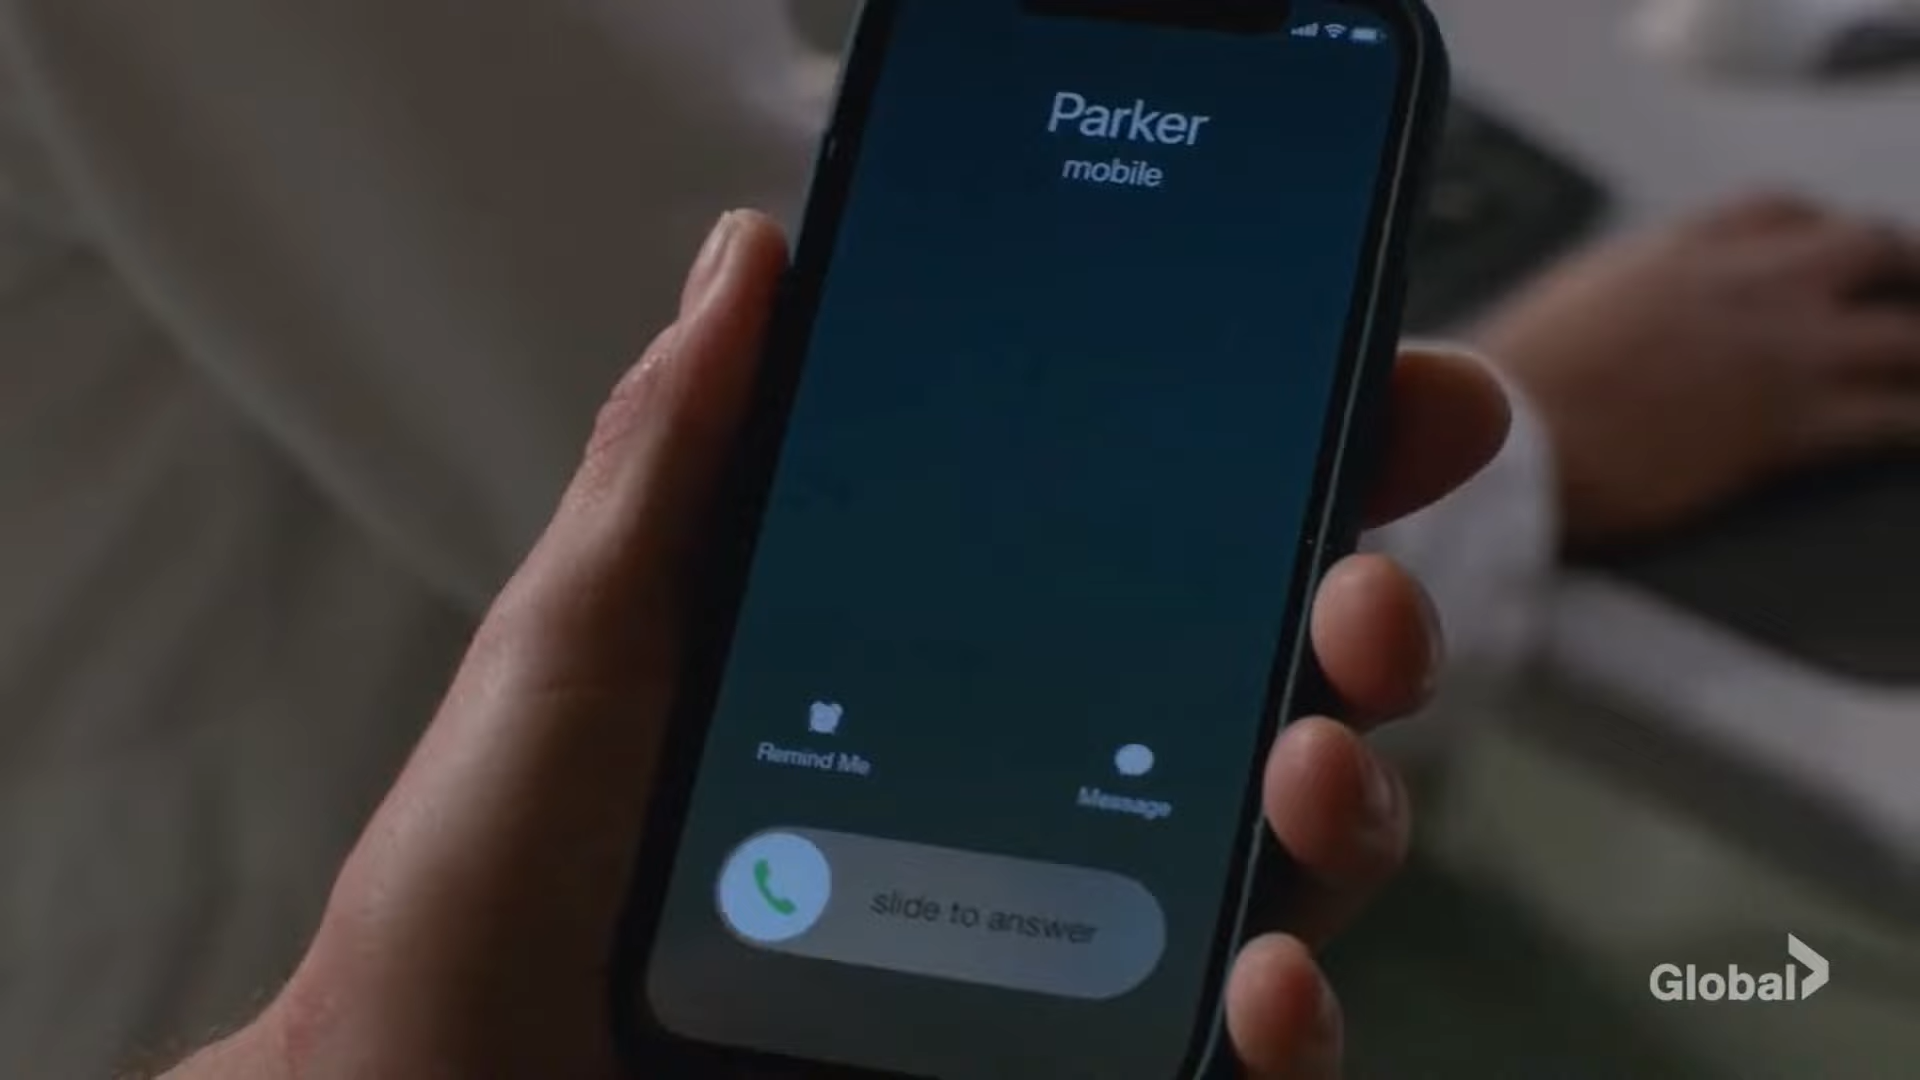 Parker
mobile
Remind Me
Message
slide to answer
Global